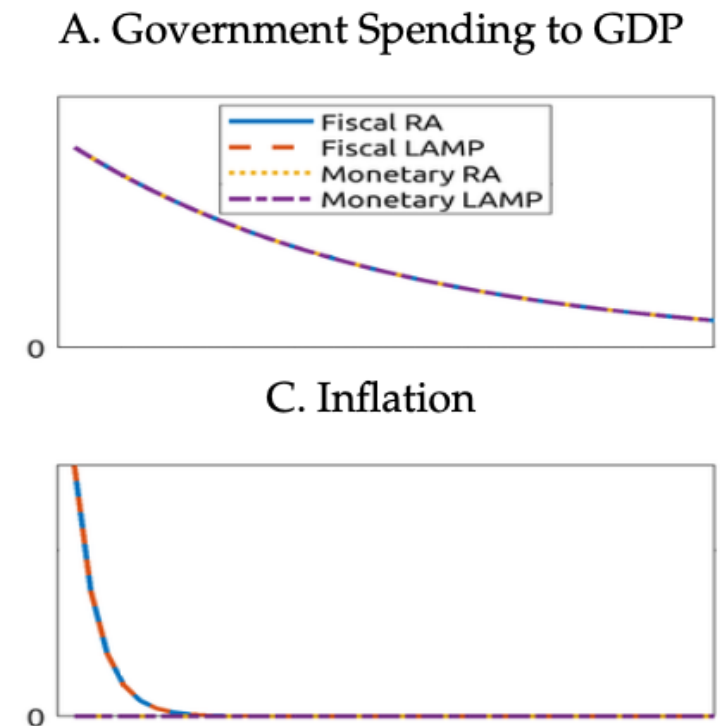 A. Government Spending to GDP
Fiscal RA
Fiscal LAMP
Monetary RA
Monetary LAMP
0
C. Inflation
0